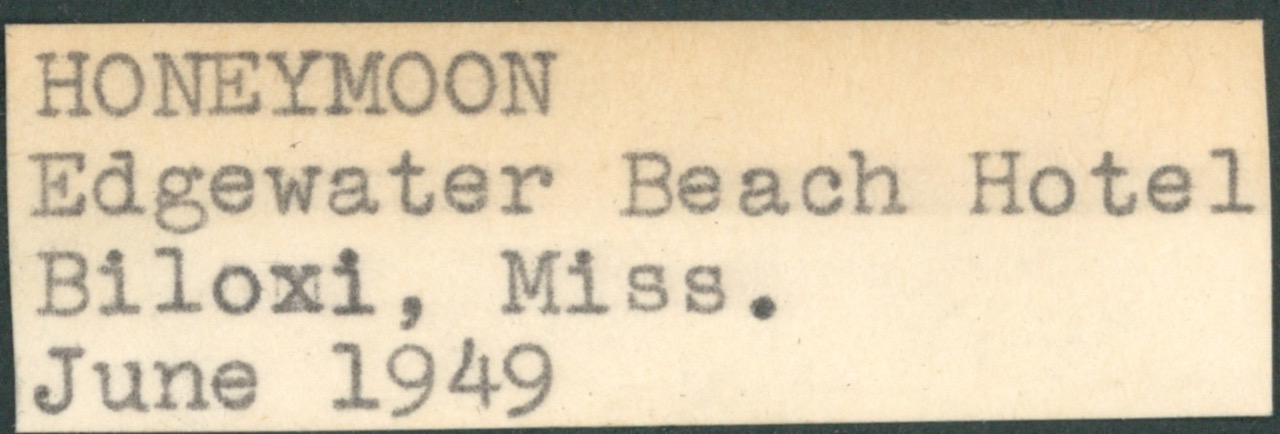 HONEYMOON
Edgewater Beach Hotel
Biloxi, Miss.
June 1949